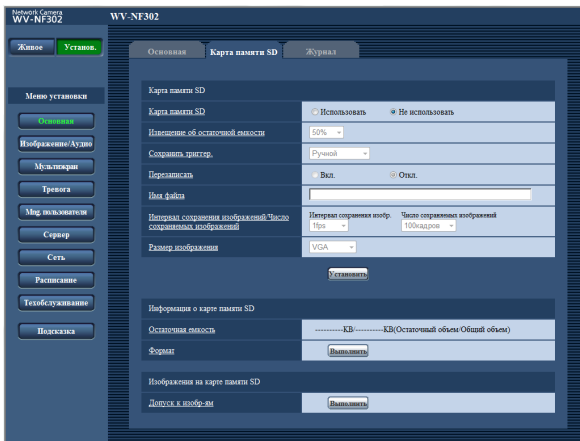 Network Camera
WV-NF302
WV-NF302
Живое
Установ.
Основная
Карта памяти SD
Журнал
Меню установки
Основная
Изображение/Аудио
Мультиэкран
Тревога
Mng. пользователя
Сервер
Сеть
Расписание
Техобслуживание
Подсказка
Карта памяти SD
Карта памяти SD
Использовать
Не использовать
Извещение об остаточной емкости
50%
Сохранить триггер.
Ручной
Перезаписать
Вкл.
Откл.
Имя файла
Интервал сохранения изображений/Число
сохраняемых изображений
Интервал сохранения изобр.
Число сохраняемых изображений
1fps
100кадров
Размер изображения
VGA
Установить
Информация о карте памяти SD
Остаточная емкость
----------KB/----------KB(Остаточный объем/Общий объем)
Формат
Выполнить
Изображения на карте памяти SD
Допуск к изобр-ям
Выполнить